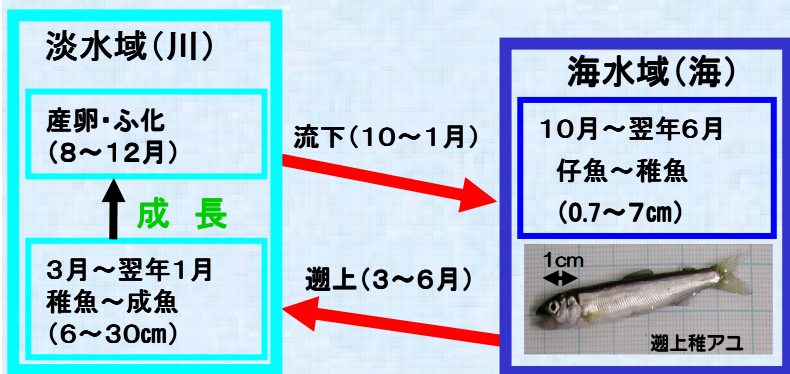 淡水域（川）
産卵・ふ化
（８～１２月）
成 長
３月～翌年１月
稚魚～成魚
（６～３０㎝）
流下（１０～１月）
遡上（３～６月）
海水域（海）
１０月～翌年６月
仔魚～稚魚
（0.7～７㎝）
１cm
遡上稚アユ